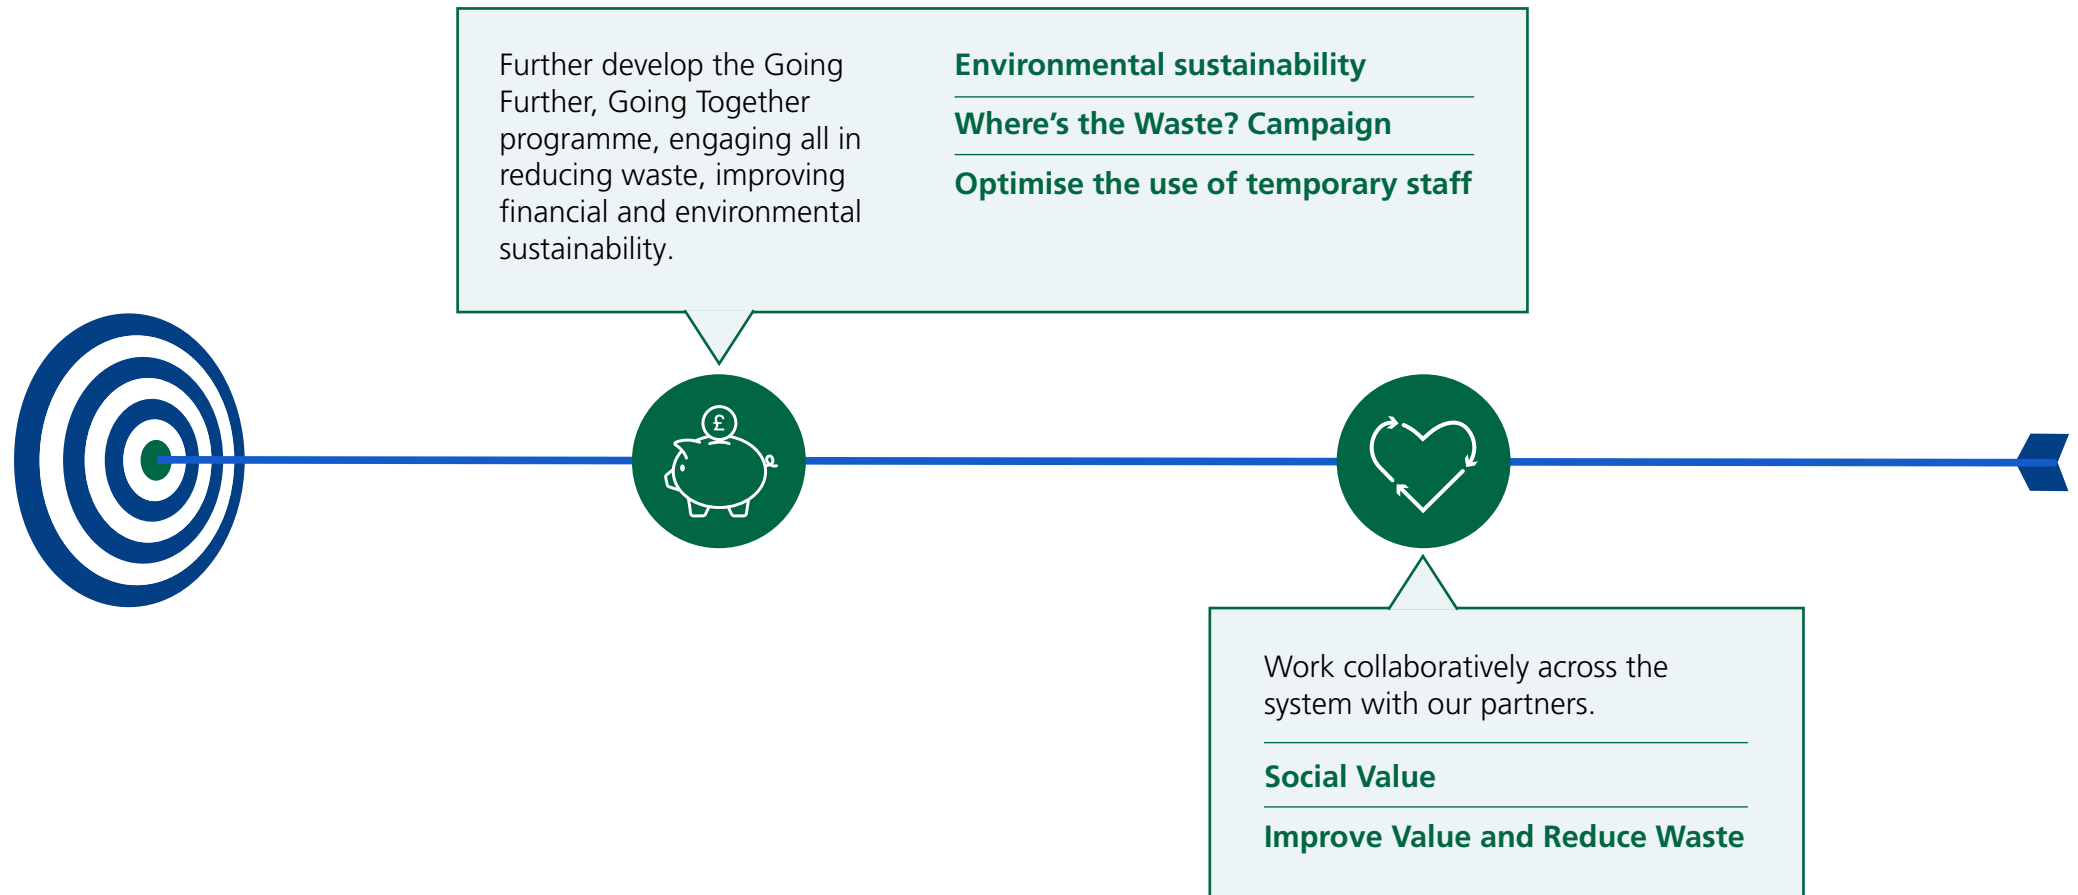 Further develop the Going
Further, Going Together
programme, engaging all in
reducing waste, improving
financial and environmental
sustainability.
Environmental sustainability
Where’s the Waste? Campaign
Optimise the use of temporary staff
£
Work collaboratively across the
system with our partners.
Social Value
Improve Value and Reduce Waste